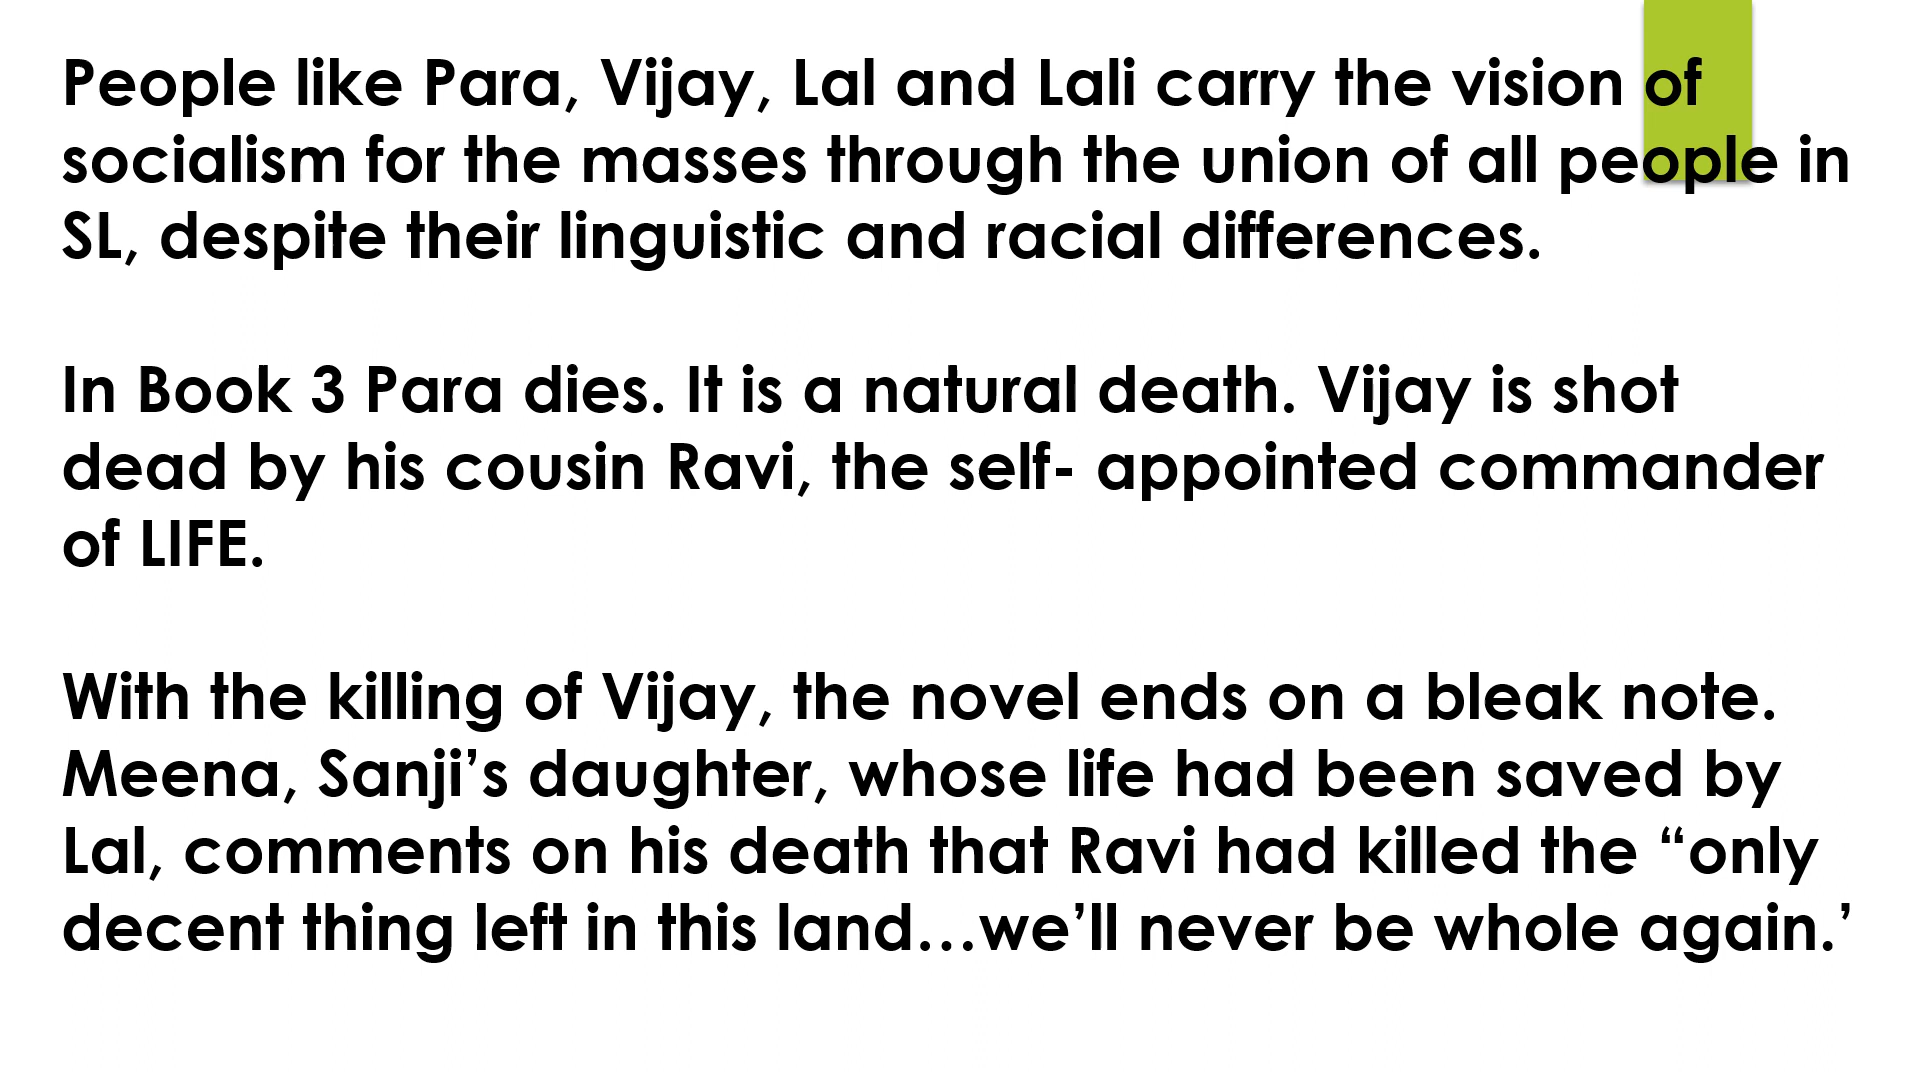 People like Para, Vijay, Lal and Lali carry the vision of
socialism for the masses through the union of all people in
SL, despite their linguistic and racial differences.
In Book 3 Para dies. It is a natural death. Vijay is shot
dead by his cousin Ravi, the self- appointed commander
of LIFE.
With the killing of Vijay, the novel ends on a bleak note.
Meena, Sanji’s daughter, whose life had been saved by
Lal, comments on his death that Ravi had killed the “only
decent thing left in this land…we’ll never be whole again.’